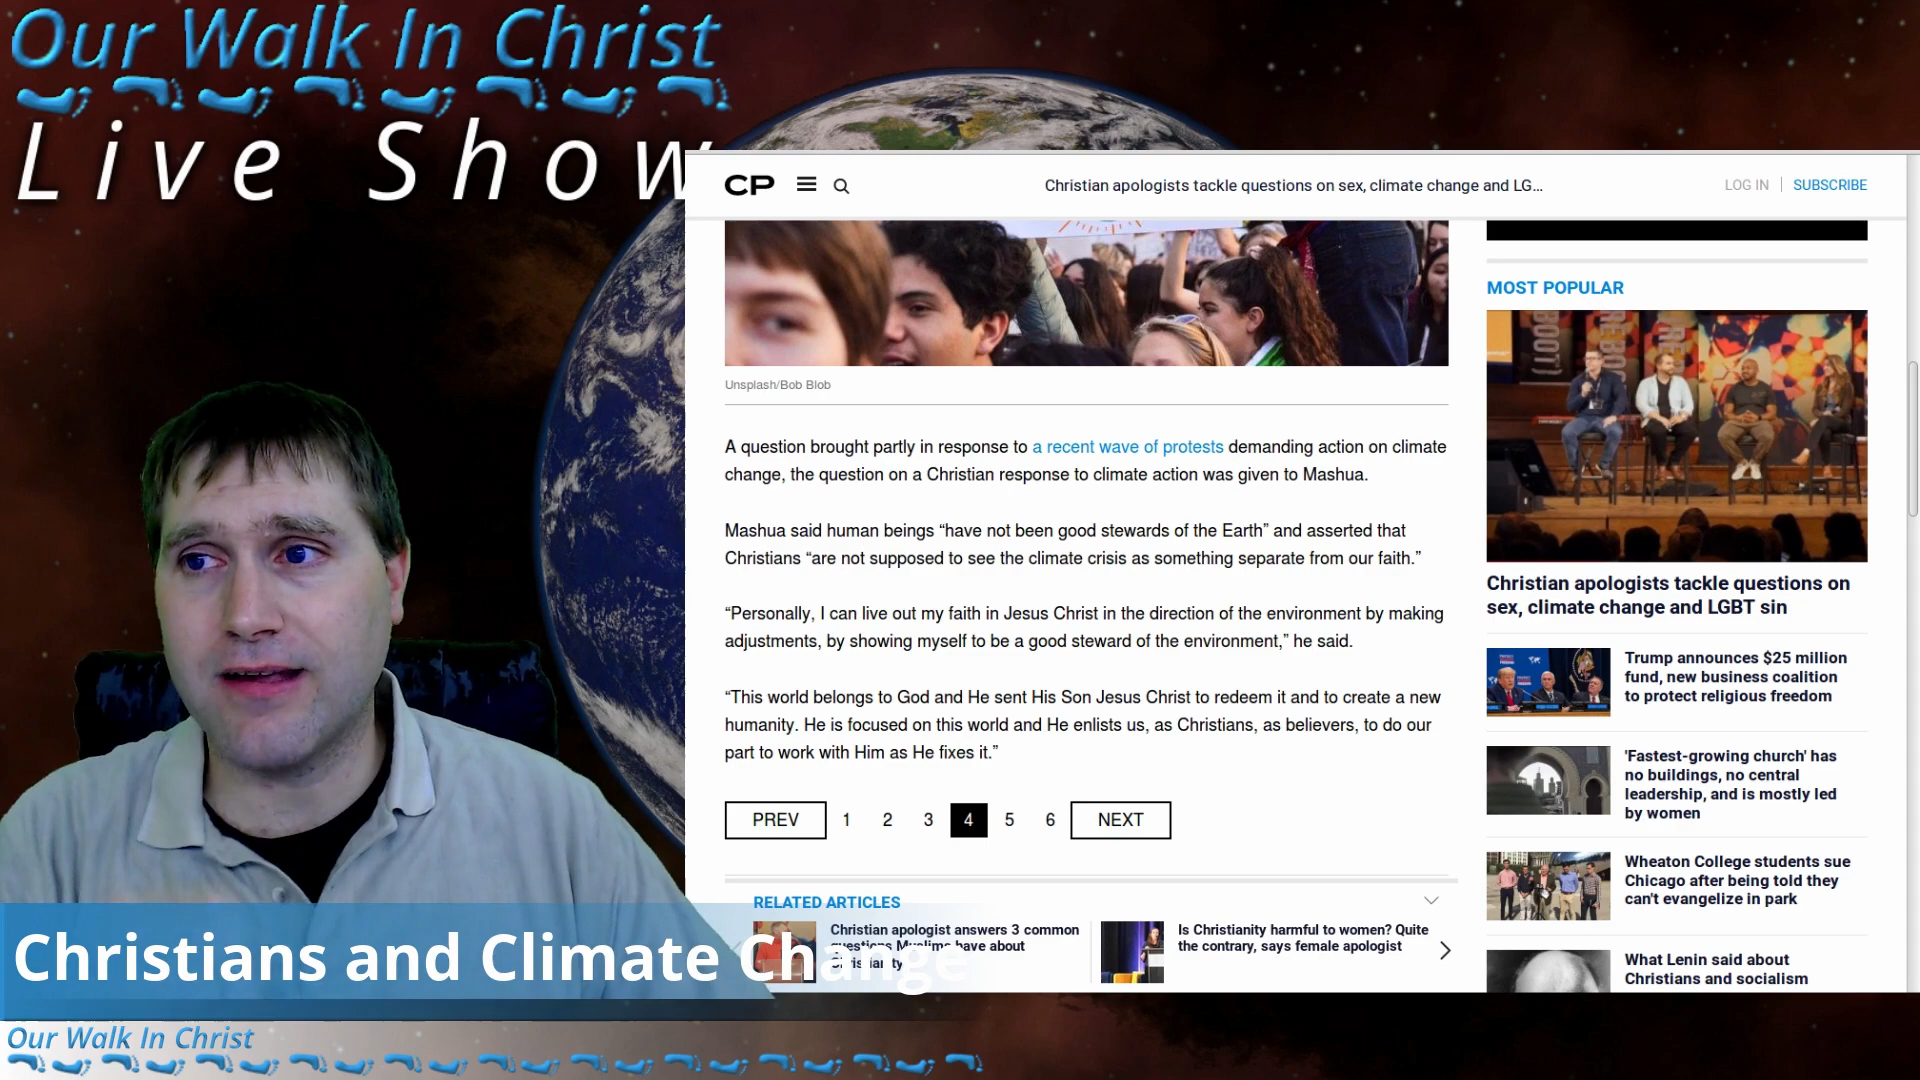 Our Walk In Christ
Live Show
CP
Christian apologists tackle questions on sex, climate change and LG...
LOG IN
SUBSCRIBE
Unsplash/Bob Blob
A question brought partly in response to a recent wave of protests demanding action on climate
change, the question on a Christian response to climate action was given to Mashua.
Mashua said human beings “have not been good stewards of the Earth” and asserted that
Christians “are not supposed to see the climate crisis as something separate from our faith.”
“Personally, I can live out my faith in Jesus Christ in the direction of the environment by making
adjustments, by showing myself to be a good steward of the environment,” he said.
“This world belongs to God and He sent His Son Jesus Christ to redeem it and to create a new
humanity. He is focused on this world and He enlists us, as Christians, as believers, to do our
part to work with Him as He fixes it.”
PREV 1 2 3 4 5 6 NEXT
RELATED ARTICLES
Christian apologist answers 3 common
questions Muslims have about
Christianity
Is Christianity harmful to women? Quite
the contrary, says female apologist
MOST POPULAR
Christian apologists tackle questions on
sex, climate change and LGBT sin
Trump announces $25 million
fund, new business coalition
to protect religious freedom
'Fastest-growing church' has
no buildings, no central
leadership, and is mostly led
by women
Wheaton College students sue
Chicago after being told they
can't evangelize in park
What Lenin said about
Christians and socialism
Christians and Climate Change
Our Walk In Christ